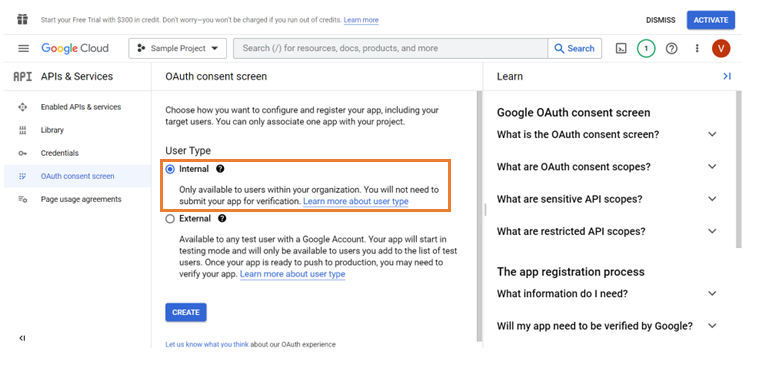 Start your Free Trial with $300 in credit. Don't worry—you won't be charged if you run out of credits. Learn more
DISMISS
ACTIVATE
Google Cloud
Sample Project
Search (/) for resources, docs, products, and more
Search
1
V
API
APIs & Services
Enabled APIs & services
Library
Credentials
OAuth consent screen
Page usage agreements
OAuth consent screen
Choose how you want to configure and register your app, including your
target users. You can only associate one app with your project.
User Type
Internal
Only available to users within your organization. You will not need to
submit your app for verification. Learn more about user type
External
Available to any test user with a Google Account. Your app will start in
testing mode and will only be available to users you add to the list of test
users. Once your app is ready to push to production, you may need to
verify your app. Learn more about user type
CREATE
Let us know what you think about our OAuth experience
Learn
Google OAuth consent screen
What is the OAuth consent screen?
What are OAuth consent scopes?
What are sensitive API scopes?
What are restricted API scopes?
The app registration process
What information do I need?
Will my app need to be verified by Google?